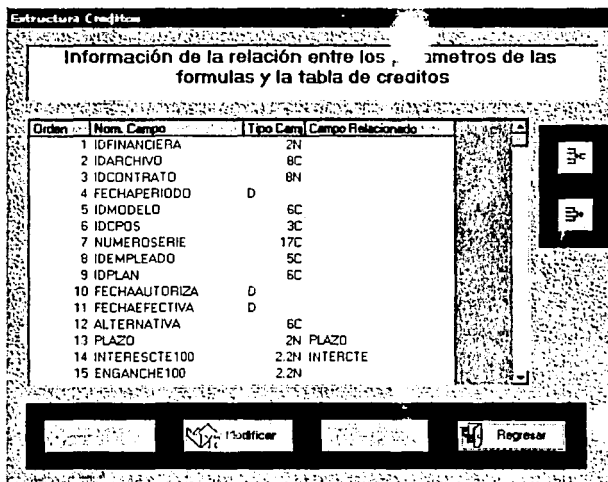 Estructura Creditos
Información de la relación entre los metros de las
formulas y la tabla de creditos
Orden Nom. Campo Tipo Cam Campo Relacionado
1 IDFINANCIERA 2N
2 IDARCHIVO 8C
3 IDCONTRATO 8N
4 FECHAPERIODO D
5 IDMODELO 6C
6 IDCPOS 3C
7 NUMEROSERIE 17C
8 IDEMPLEADO 5C
9 IDPLAN 6C
10 FECHAAUTORIZA D
11 FECHAEFECTIVA D
12 ALTERNATIVA 6C
13 PLAZO 2N PLAZO
14 INTERESCTE100 2.2N INTERCTE
15 ENGANCHE100 2.2N
Modificar Regresar